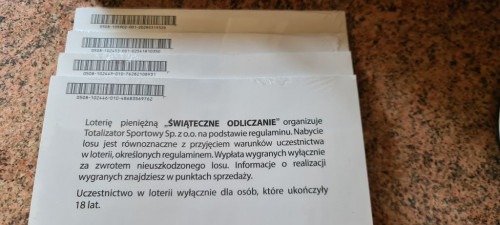 Loterię pieniężną „ŚWIĄTECZNE ODLICZANIE” organizuje
Totalizator Sportowy Sp. z o.o. na podstawie regulaminu. Nabycie
losu jest równoznaczne z przyjęciem warunków uczestnictwa
w loterii, określonych regulaminem. Wypłata wygranych wyłącznie
za zwrotem nieuszkodzonego losu. Informacje o realizacji
wygranych znajdziesz w punktach sprzedaży.
Uczestnictwo w loterii wyłącznie dla osób, które ukończyły
18 lat.